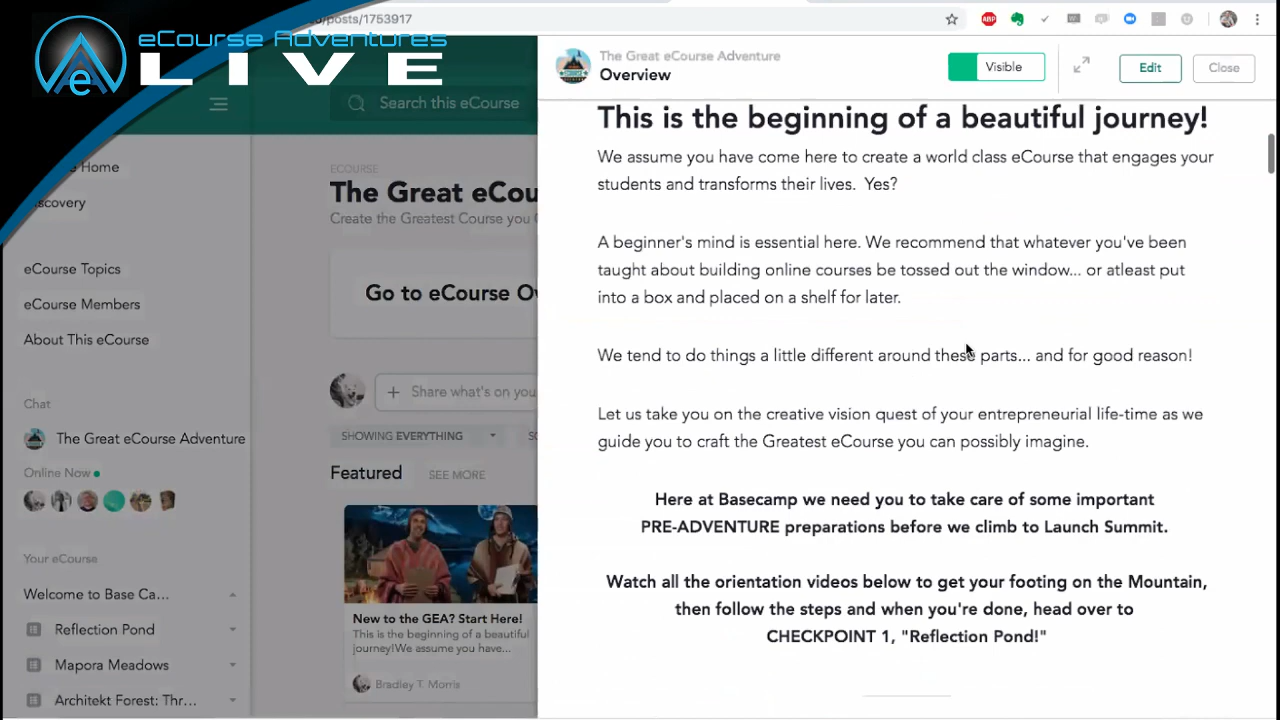 /posts/1753917
ABP
eCourse Adventures
LIVE
e
Search this eCourse
Home
ECOURSE
The Great eCou
Create the Greatest Course you
Go to eCourse Ov
eCourse Topics
eCourse Members
About This eCourse
Chat
The Great eCourse Adventure
Online Now
Your eCourse
Welcome to Base Ca...
Reflection Pond
Mapora Meadows
Architekt Forest: Thr...
Share what's on you
SHOWING EVERYTHING
Featured
SEE MORE
New to the GEA? Start Here!
This is the beginning of a beautiful
journey!We assume you have...
Bradley T. Morris
The Great eCourse Adventure
Overview
Visible
Edit
Close
This is the beginning of a beautiful journey!
We assume you have come here to create a world class eCourse that engages your
students and transforms their lives.  Yes?
A beginner's mind is essential here. We recommend that whatever you've been
taught about building online courses be tossed out the window... or atleast put
into a box and placed on a shelf for later.
We tend to do things a little different around these parts... and for good reason!
Let us take you on the creative vision quest of your entrepreneurial life-time as we
guide you to craft the Greatest eCourse you can possibly imagine.
Here at Basecamp we need you to take care of some important
PRE-ADVENTURE preparations before we climb to Launch Summit.
Watch all the orientation videos below to get your footing on the Mountain,
then follow the steps and when you're done, head over to
CHECKPOINT 1, "Reflection Pond!"